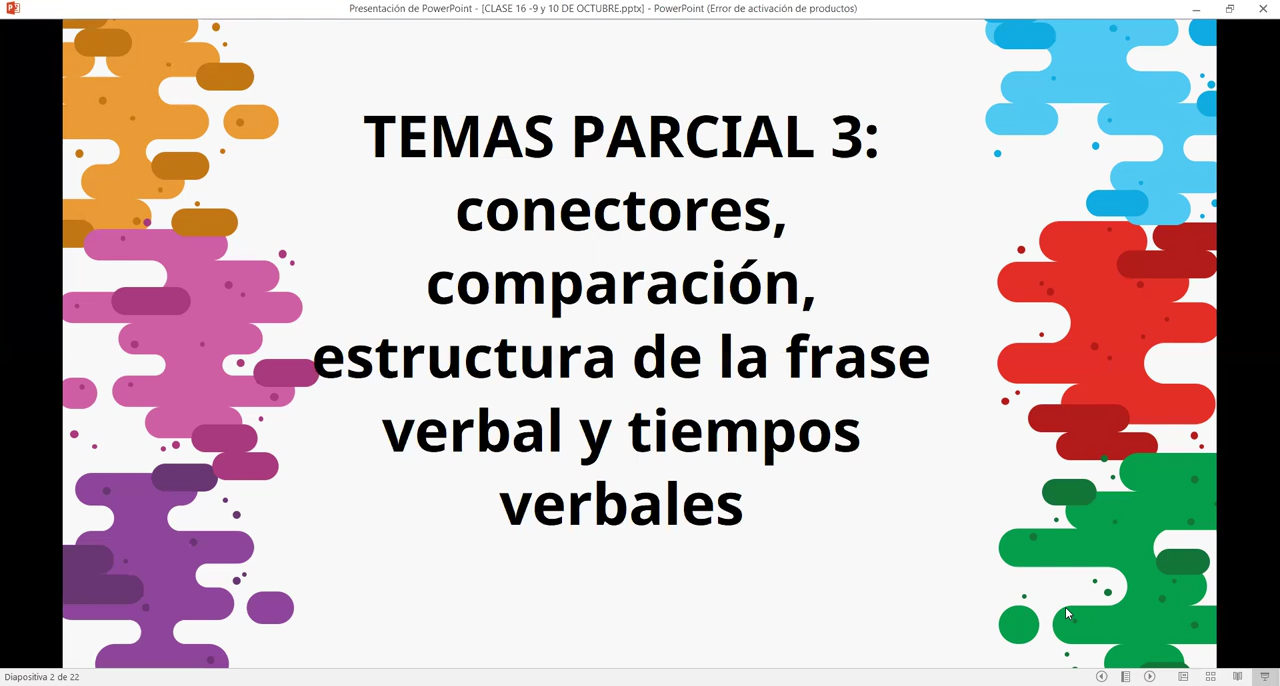 Presentación de PowerPoint - [CLASE 16 -9 y 10 DE OCTUBRE.pptx] - PowerPoint (Error de activación de productos)
TEMAS PARCIAL 3:
conectores,
comparación,
estructura de la frase
verbal y tiempos
verbales
Diapositiva 2 de 22